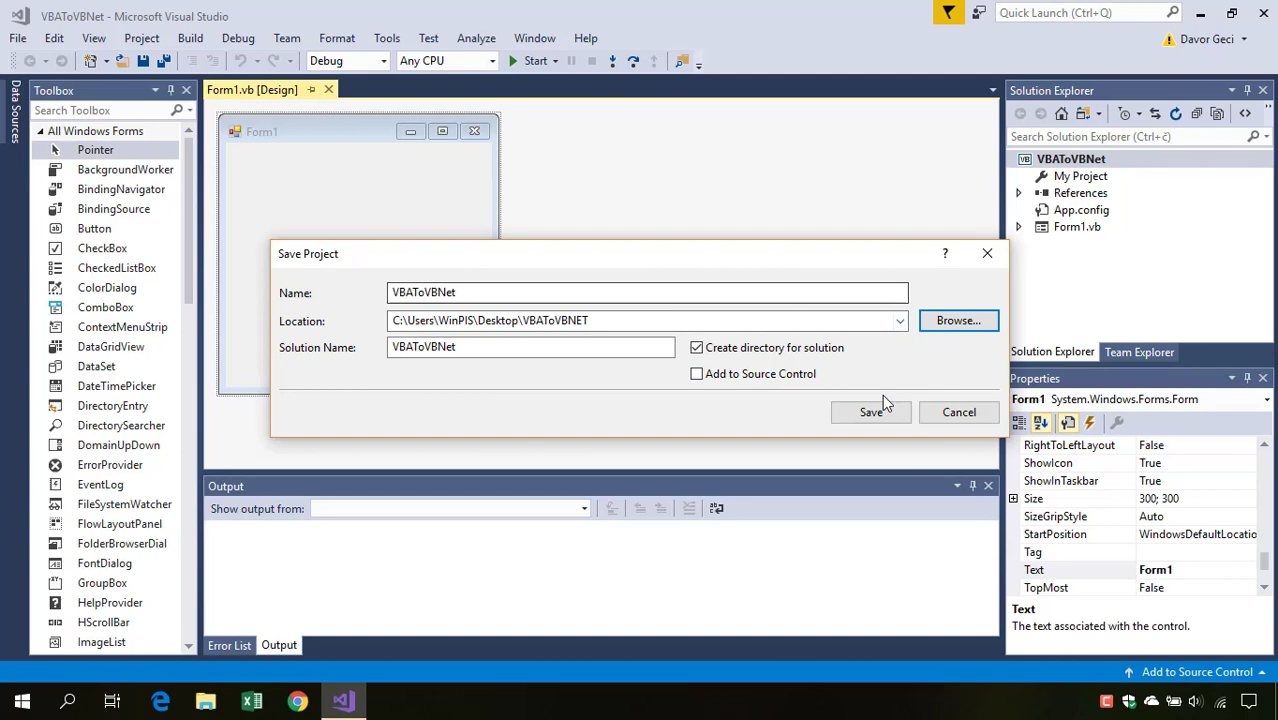 VBAToVBNet - Microsoft Visual Studio
Quick Launch (Ctrl+Q)
File Edit View Project Build Debug Team Format Tools Test Analyze Window Help
Davor Geci
Debug Any CPU Start
Data Sources
Toolbox
Search Toolbox
All Windows Forms
Pointer
BackgroundWorker
BindingNavigator
BindingSource
Button
CheckBox
CheckedListBox
ColorDialog
ComboBox
ContextMenuStrip
DataGridView
DataSet
DateTimePicker
DirectoryEntry
DirectorySearcher
DomainUpDown
ErrorProvider
EventLog
FileSystemWatcher
FlowLayoutPanel
FolderBrowserDial
FontDialog
GroupBox
HelpProvider
HScrollBar
ImageList
Form1.vb [Design]
Form1
Save Project
Name: VBAToVBNet
Location: C:\Users\WinPIS\Desktop\VBAToVBNET Browse...
Solution Name: VBAToVBNet Create directory for solution
Add to Source Control
Save Cancel
Output
Show output from:
Error List Output
Solution Explorer
Search Solution Explorer (Ctrl+č)
VBAToVBNet
My Project
References
App.config
Form1.vb
Solution Explorer Team Explorer
Properties
Form1 System.Windows.Forms.Form
RightToLeftLayout False
ShowIcon True
ShowInTaskbar True
Size 300; 300
SizeGripStyle Auto
StartPosition WindowsDefaultLocatio
Tag
Text Form1
TopMost False
Text
The text associated with the control.
Add to Source Control